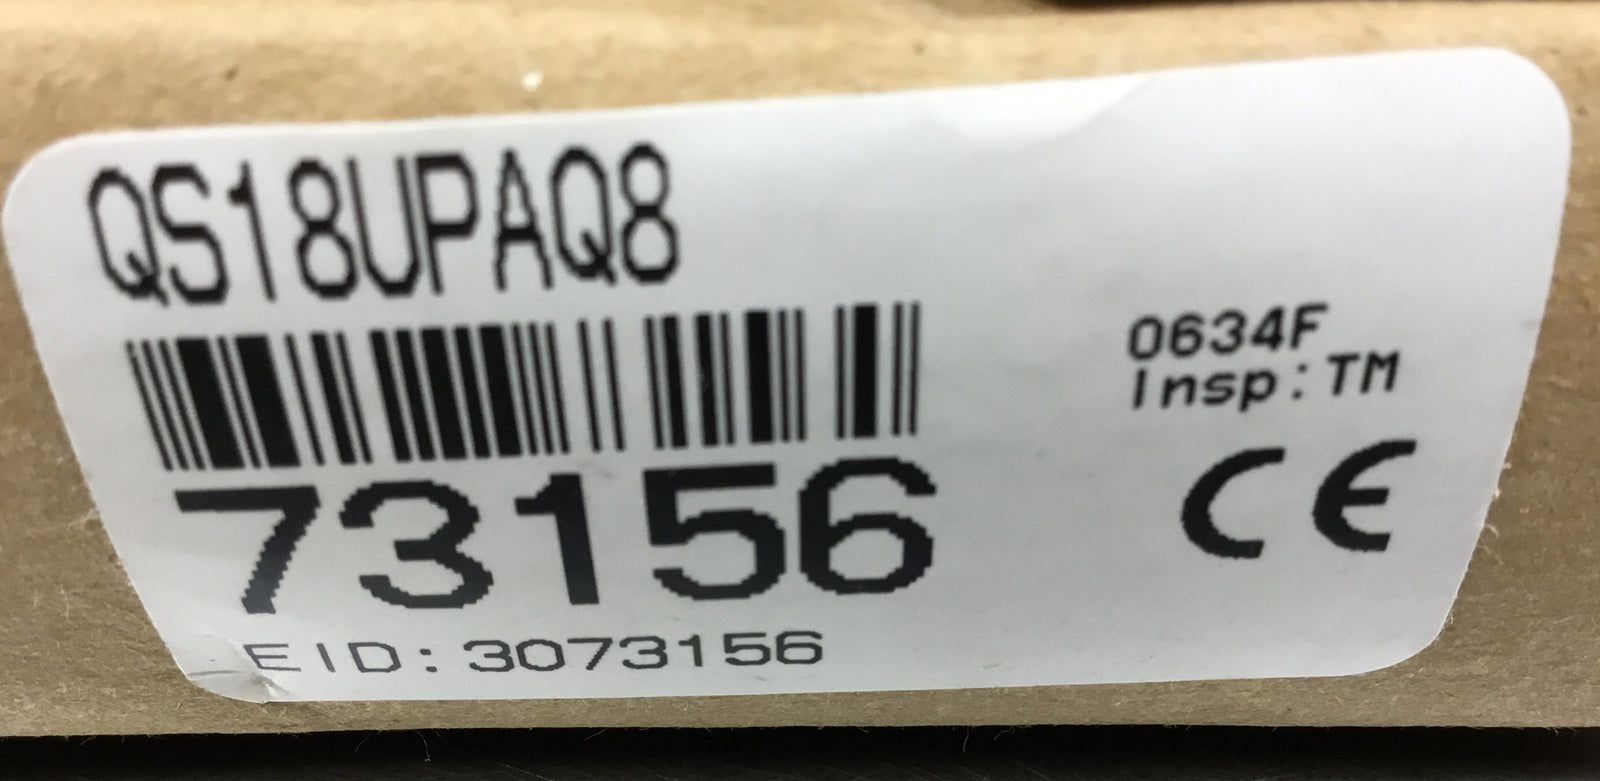 QS18UPAQ8
0634F
Insp:TM
73156
CE
EID:3073156